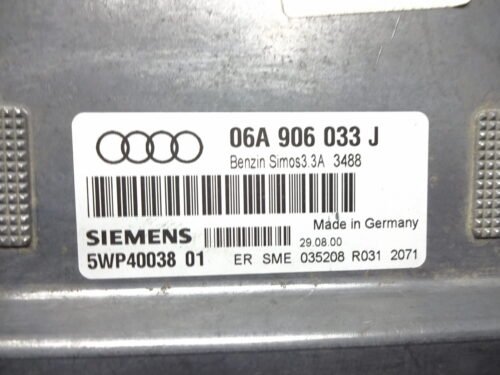 06A 906 033 J
Benzin Simos3.3A 3488
Made in Germany
SIEMENS
29.08.00
5WP40038 01 ER SME 035208 R031 2071